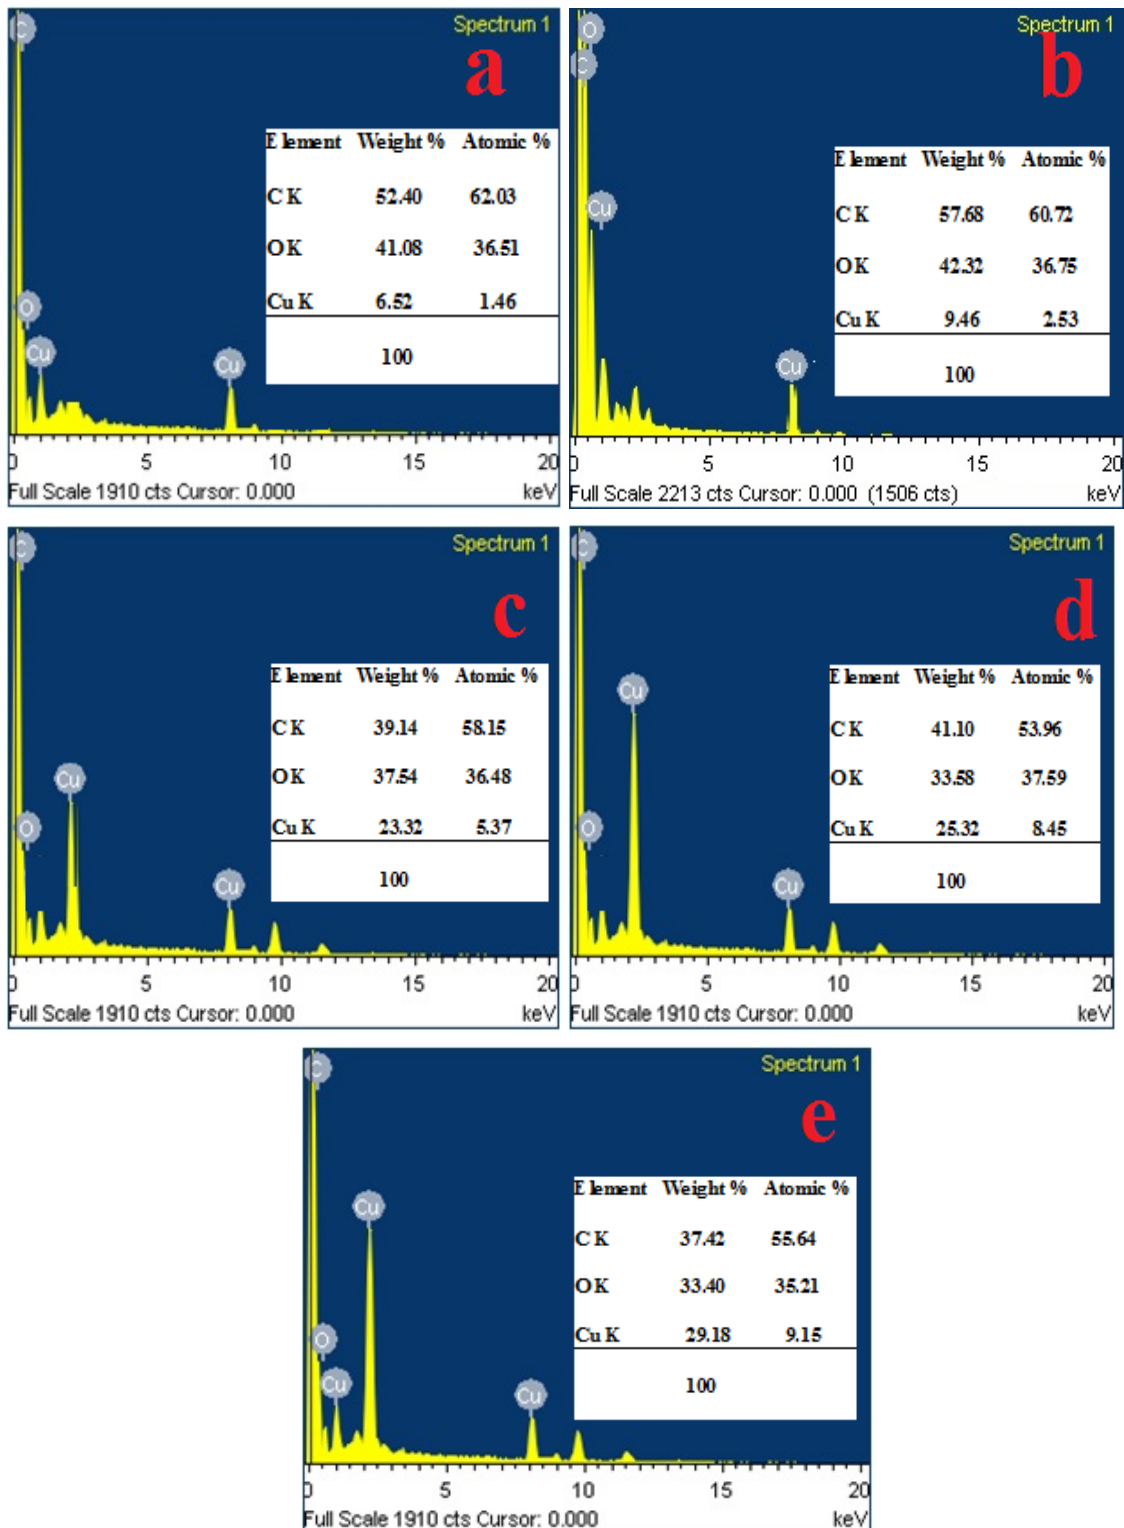 Spectrum 1
a
C
O
Cu
Cu
Element Weight % Atomic %
C K 52.40 62.03
O K 41.08 36.51
Cu K 6.52 1.46
100
0 5 10 15 20
Full Scale 1910 cts Cursor: 0.000 keV
Spectrum 1
b
O
C
Cu
Cu
Element Weight % Atomic %
C K 57.68 60.72
O K 42.32 36.75
Cu K 9.46 2.53
100
0 5 10 15 20
Full Scale 2213 cts Cursor: 0.000 (1506 cts) keV
Spectrum 1
c
C
Cu
O
Cu
Element Weight % Atomic %
C K 39.14 58.15
O K 37.54 36.48
Cu K 23.32 5.37
100
0 5 10 15 20
Full Scale 1910 cts Cursor: 0.000 keV
Spectrum 1
d
C
Cu
O
Cu
Element Weight % Atomic %
C K 41.10 53.96
O K 33.58 37.59
Cu K 25.32 8.45
100
0 5 10 15 20
Full Scale 1910 cts Cursor: 0.000 keV
Spectrum 1
e
C
Cu
O
Cu
Cu
Element Weight % Atomic %
C K 37.42 55.64
O K 33.40 35.21
Cu K 29.18 9.15
100
0 5 10 15 20
Full Scale 1910 cts Cursor: 0.000 keV